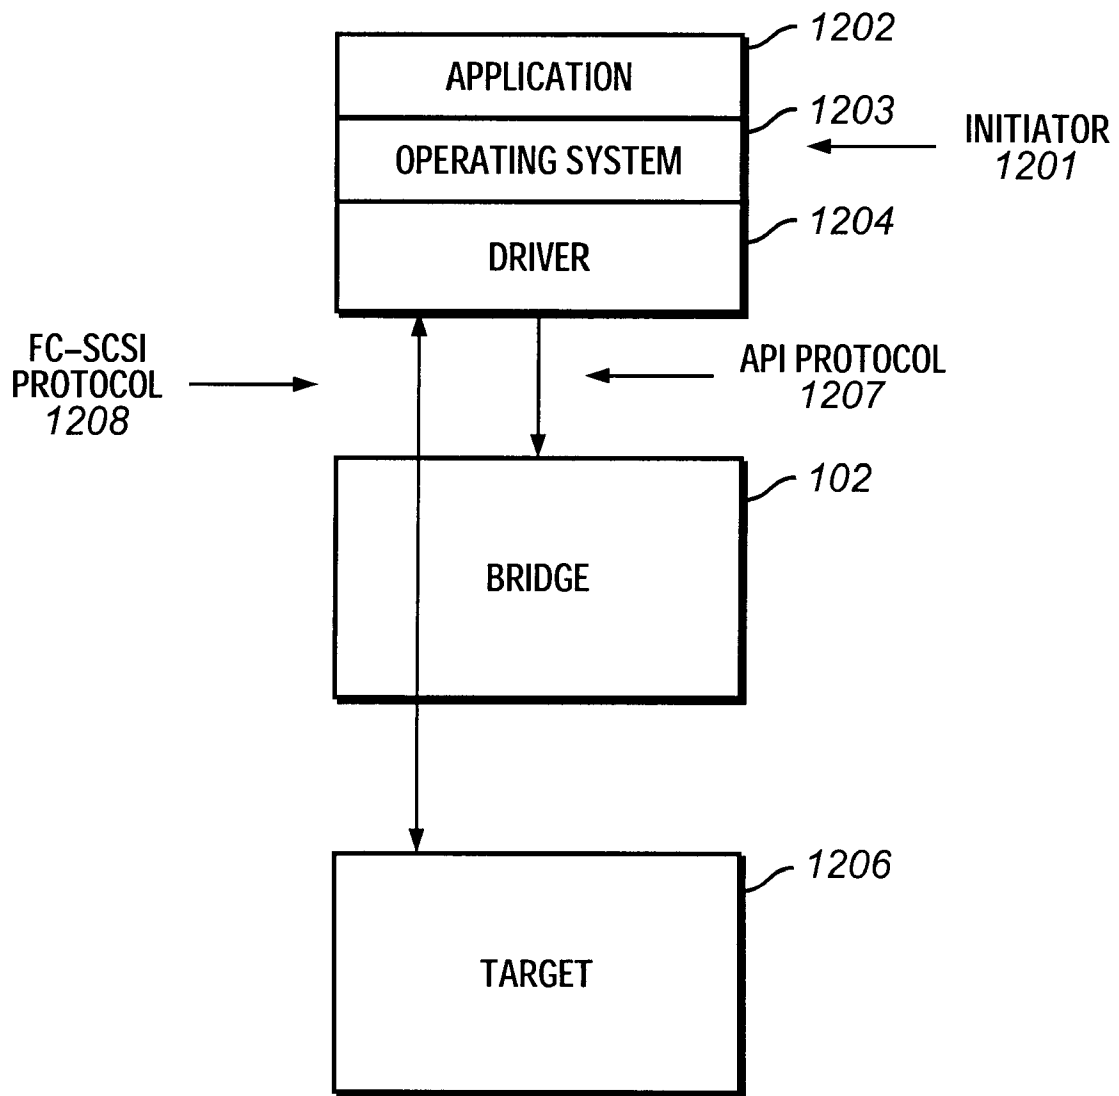 1202
APPLICATION
1203
OPERATING SYSTEM
INITIATOR
1201
1204
DRIVER
FC–SCSI
PROTOCOL
1208
API PROTOCOL
1207
102
BRIDGE
1206
TARGET